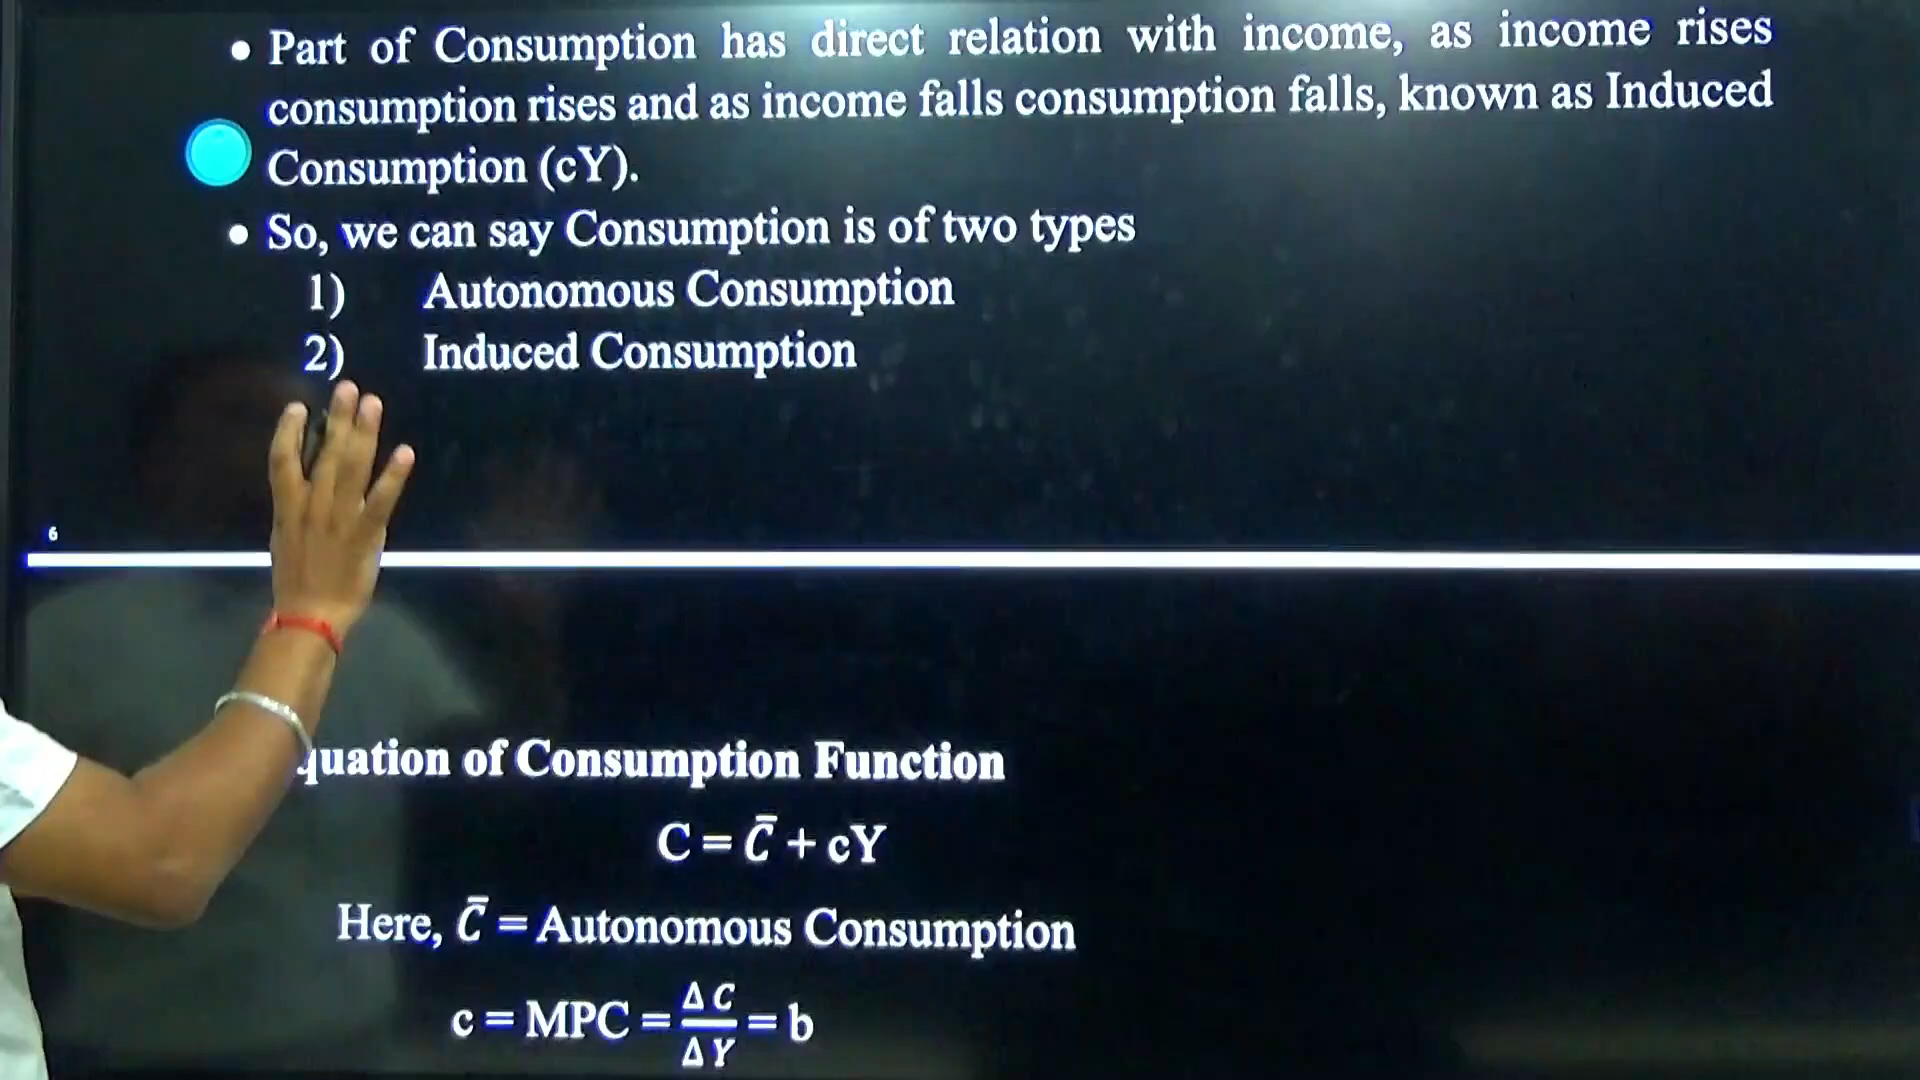 • Part of Consumption has direct relation with income, as income rises
consumption rises and as income falls consumption falls, known as Induced
Consumption (cY).
• So, we can say Consumption is of two types
1) Autonomous Consumption
2) Induced Consumption
6
quation of Consumption Function
C = C̄ + cY
Here, C̄ = Autonomous Consumption
c = MPC = ΔC/ΔY = b